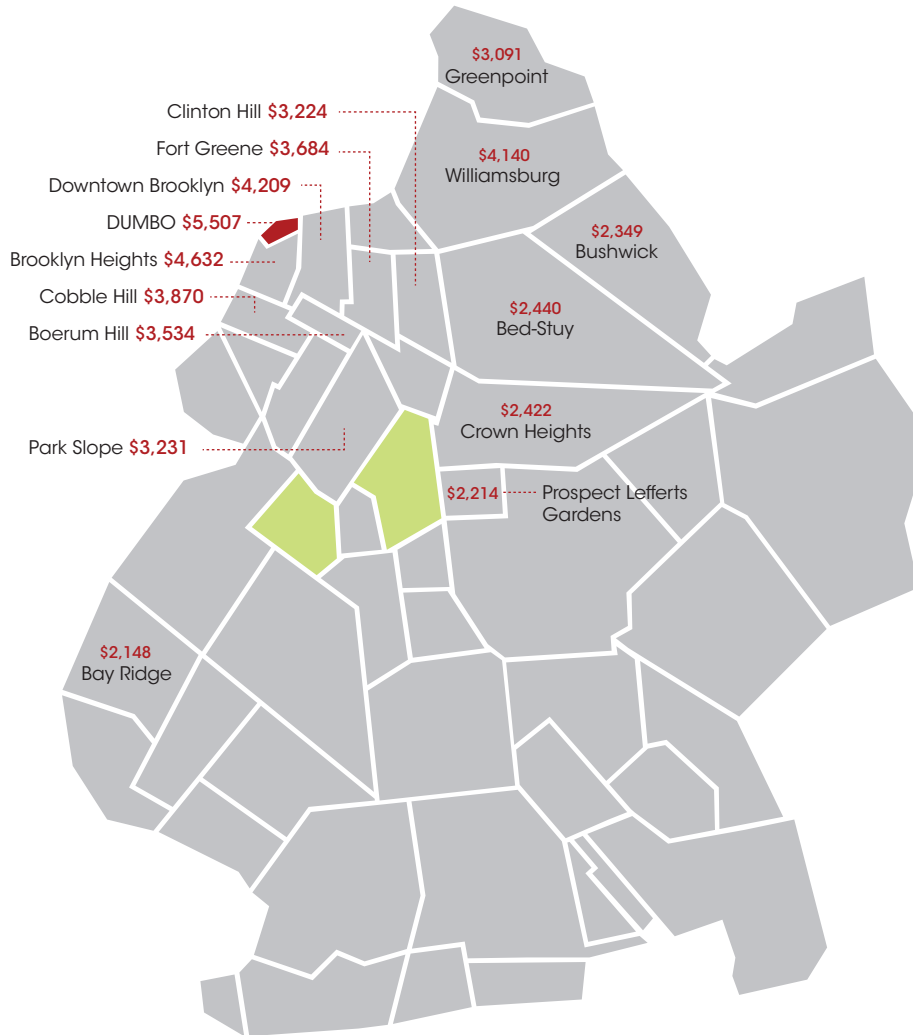 $3,091
Greenpoint
Clinton Hill $3,224
Fort Greene $3,684
$4,140
Williamsburg
Downtown Brooklyn $4,209
DUMBO $5,507
$2,349
Bushwick
Brooklyn Heights $4,632
Cobble Hill $3,870
$2,440
Bed-Stuy
Boerum Hill $3,534
$2,422
Crown Heights
Park Slope $3,231
$2,214 Prospect Lefferts
Gardens
$2,148
Bay Ridge